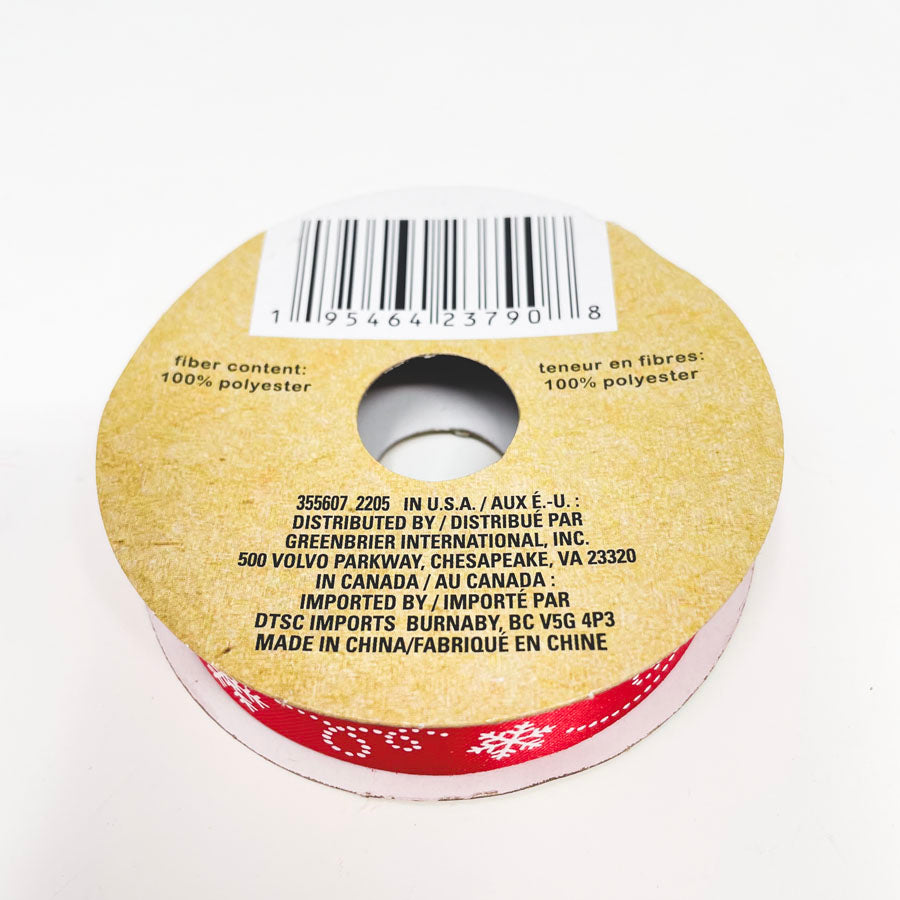 1 95464 23790 8
fiber content:
100% polyester
teneur en fibres:
100% polyester
355607 2205 IN U.S.A. / AUX É.-U. :
DISTRIBUTED BY / DISTRIBUÉ PAR
GREENBRIER INTERNATIONAL, INC.
500 VOLVO PARKWAY, CHESAPEAKE, VA 23320
IN CANADA / AU CANADA :
IMPORTED BY / IMPORTÉ PAR
DTSC IMPORTS BURNABY, BC V5G 4P3
MADE IN CHINA/FABRIQUÉ EN CHINE